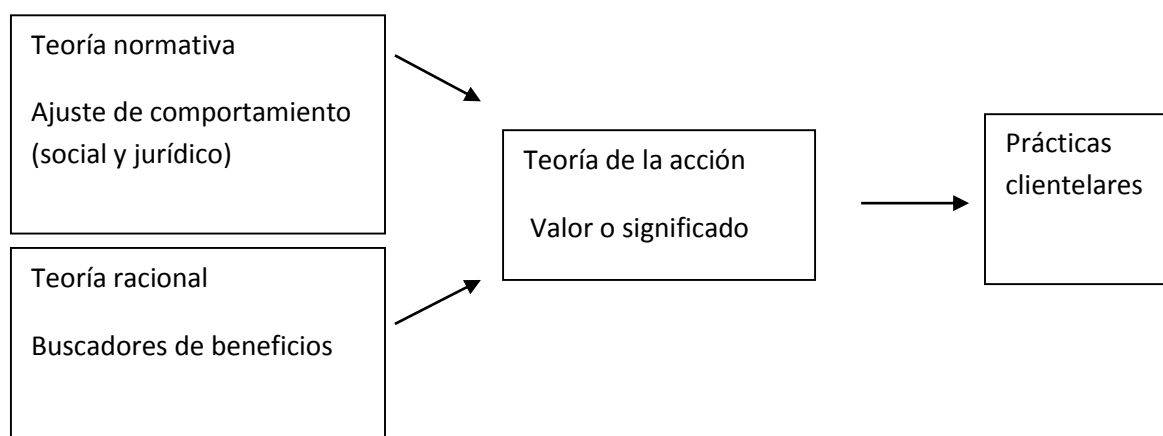 Teoría normativa
Ajuste de comportamiento
(social y jurídico)
Teoría racional
Buscadores de beneficios
Teoría de la acción
Valor o significado
Prácticas
clientelares